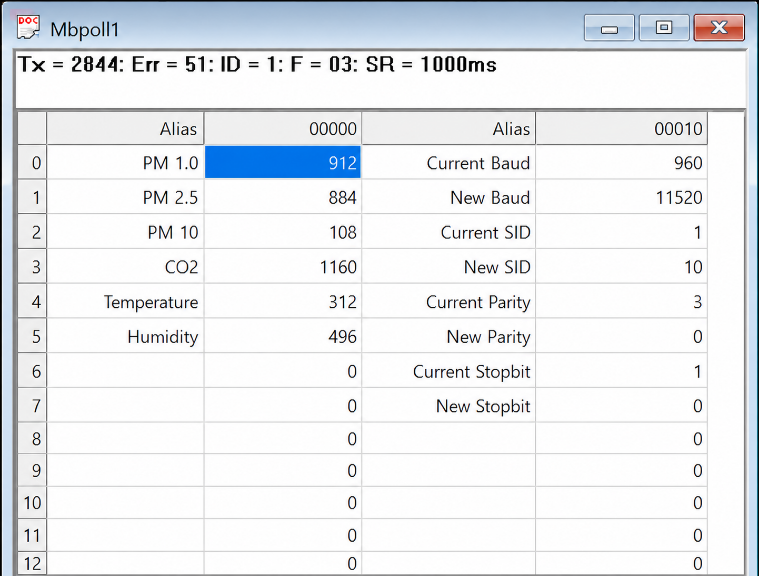 DOC
Mbpoll1
Tx = 2844: Err = 51: ID = 1: F = 03: SR = 1000ms
Alias 00000 Alias 00010
0 PM 1.0 912 Current Baud 960
1 PM 2.5 884 New Baud 11520
2 PM 10 108 Current SID 1
3 CO2 1160 New SID 10
4 Temperature 312 Current Parity 3
5 Humidity 496 New Parity 0
6 0 Current Stopbit 1
7 0 New Stopbit 0
8 0 0
9 0 0
10 0 0
11 0 0
12 0 0